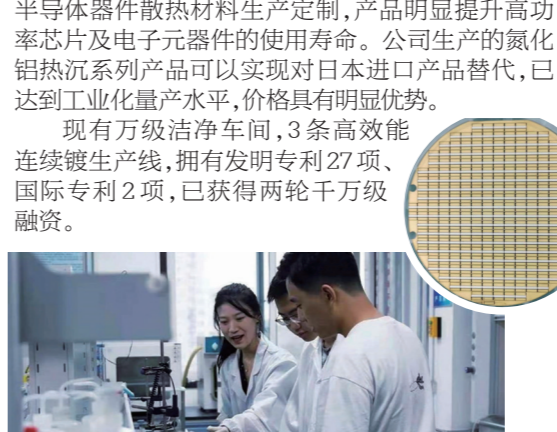 半导体器件散热材料生产定制,产品明显提升高功
率芯片及电子元器件的使用寿命。公司生产的氮化
铝热沉系列产品可以实现对日本进口产品替代,已
达到工业化量产水平,价格具有明显优势。
现有万级洁净车间,3条高效能
连续镀生产线,拥有发明专利27项、
国际专利2项,已获得两轮千万级
融资。